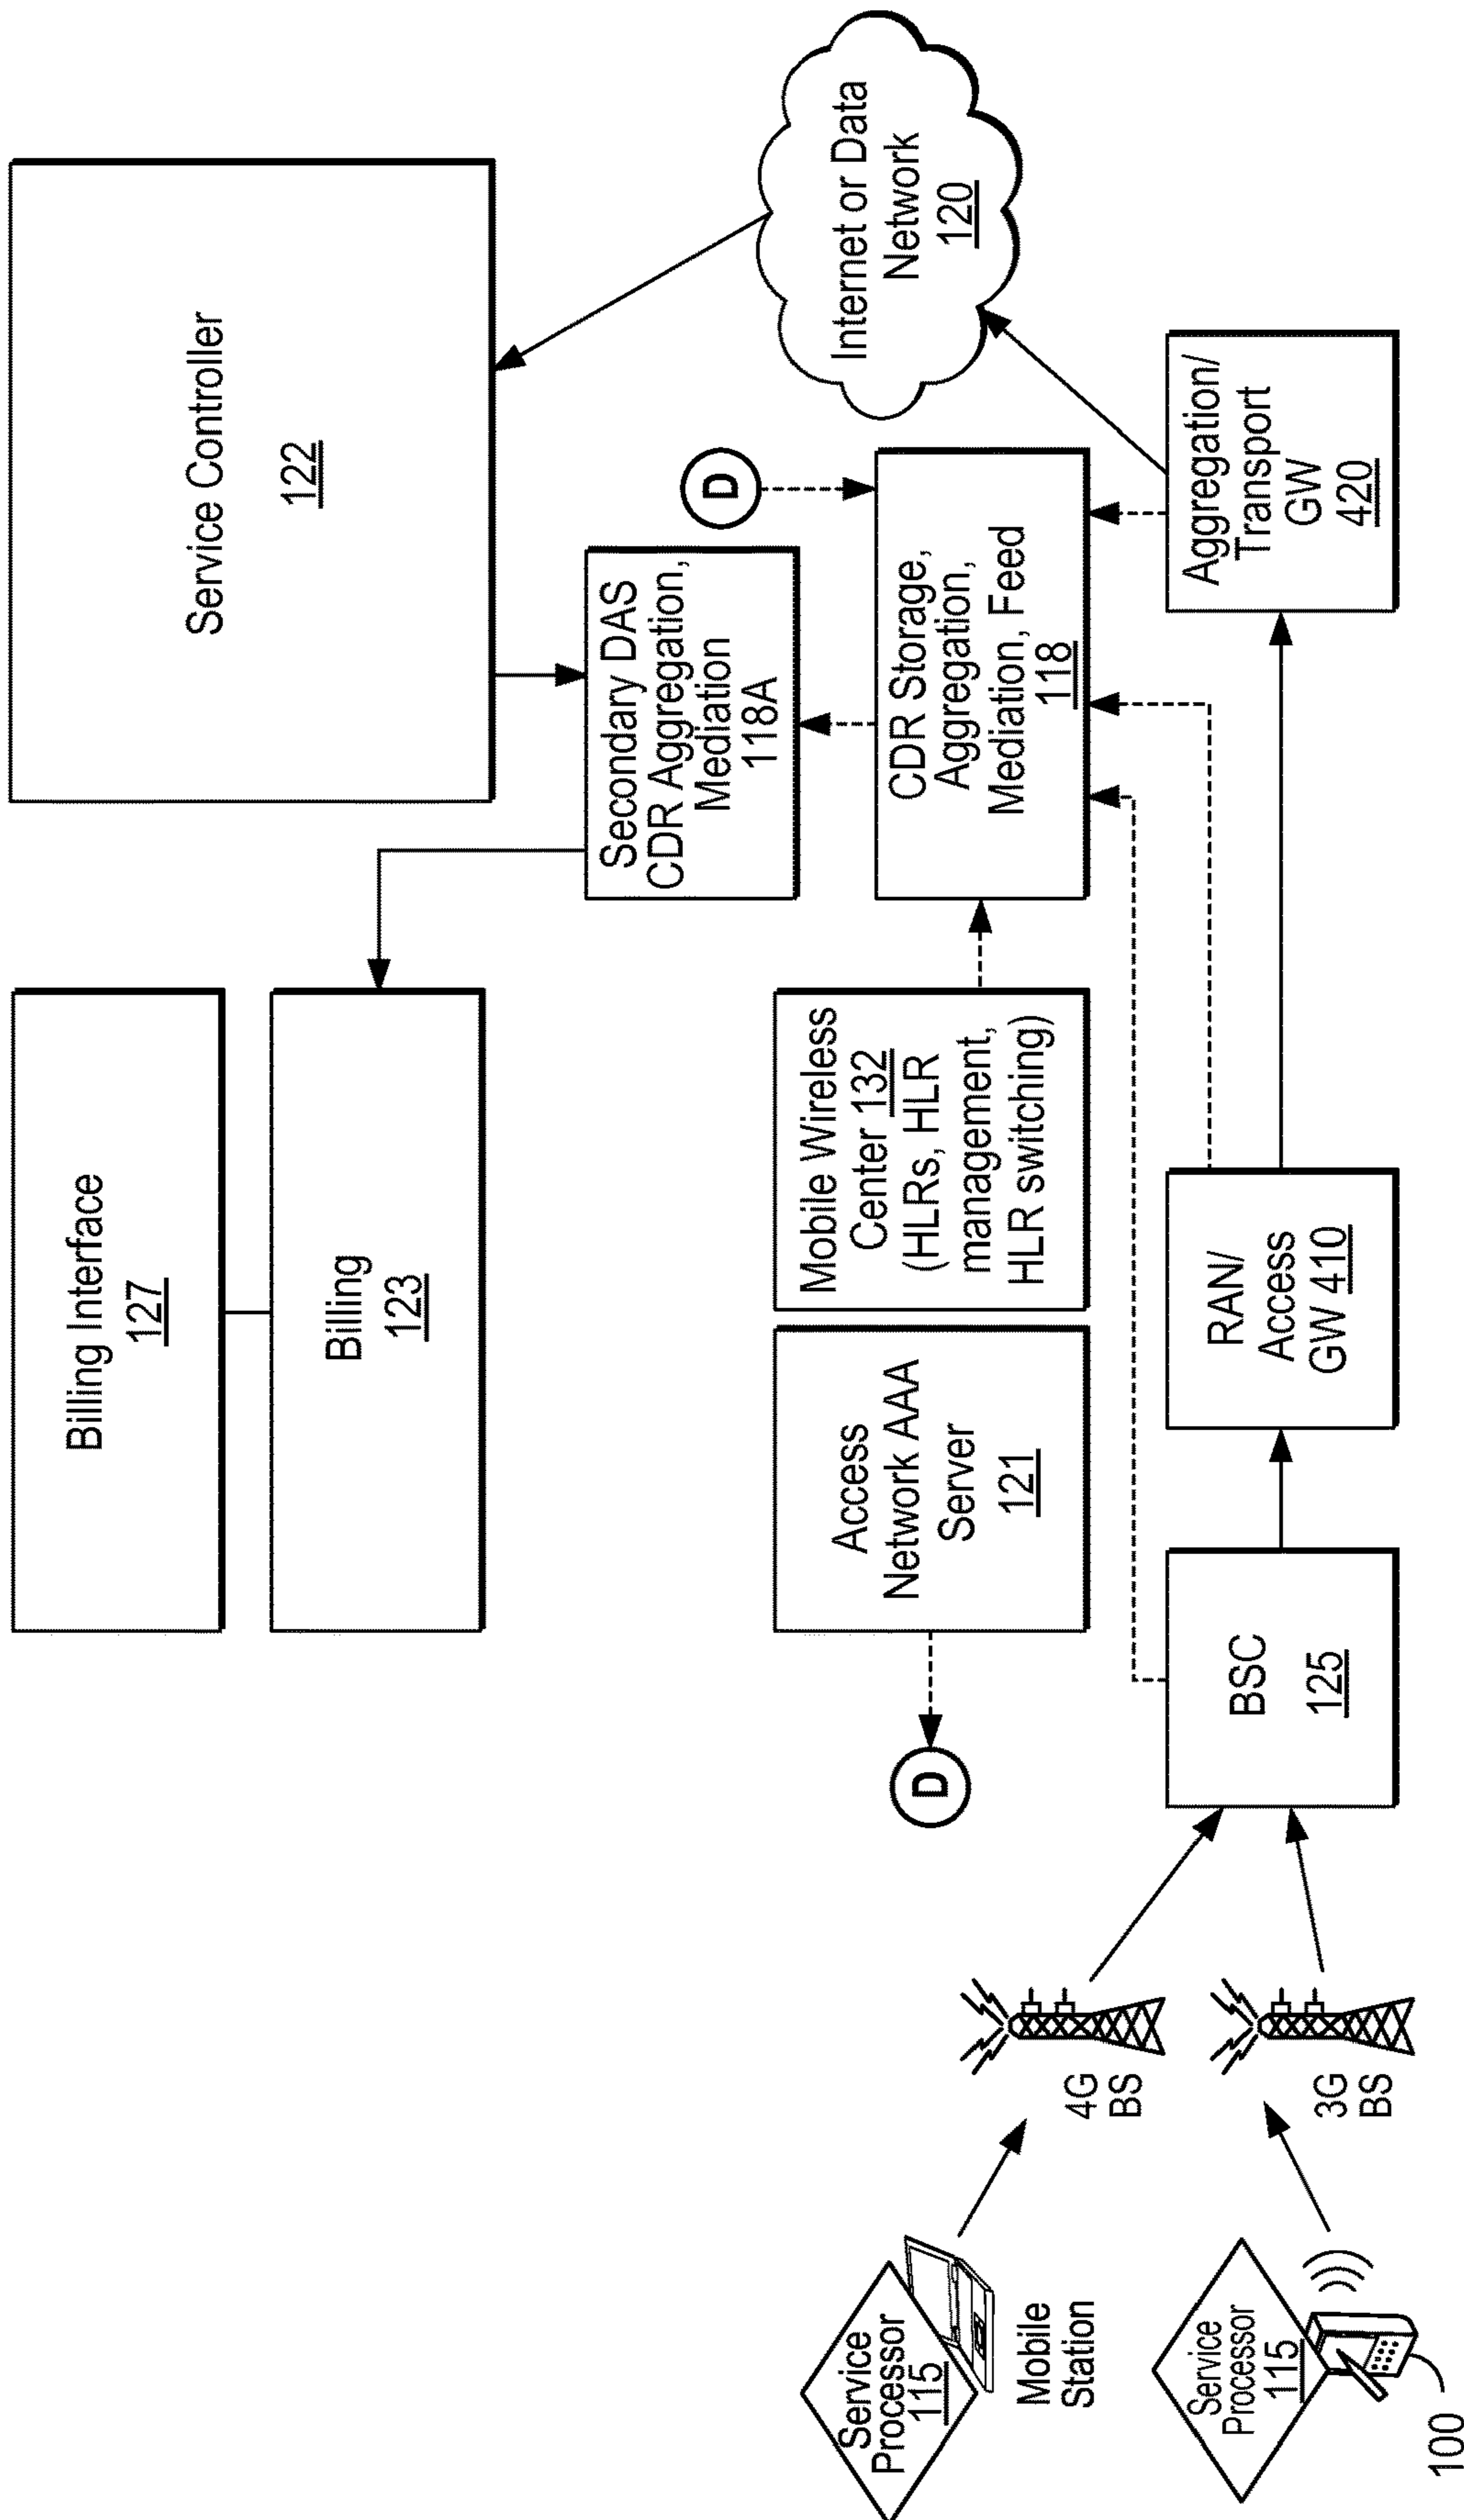 Billing Interface
127
Billing
123
Service Controller
122
Secondary DAS
CDR Aggregation,
Mediation
118A
D
Access
Network AAA
Server
121
Mobile Wireless
Center 132
(HLRs, HLR
management,
HLR switching)
CDR Storage,
Aggregation,
Mediation, Feed
118
Internet or Data
Network
120
D
Service
Processor
115
Mobile
Station
4G
BS
BSC
125
RAN/
Access
GW 410
Aggregation/
Transport
GW
420
Service
Processor
115
3G
BS
100